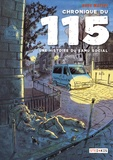 CHRONIQUE DU
115
UNE HISTOIRE DU SAMU SOCIAL